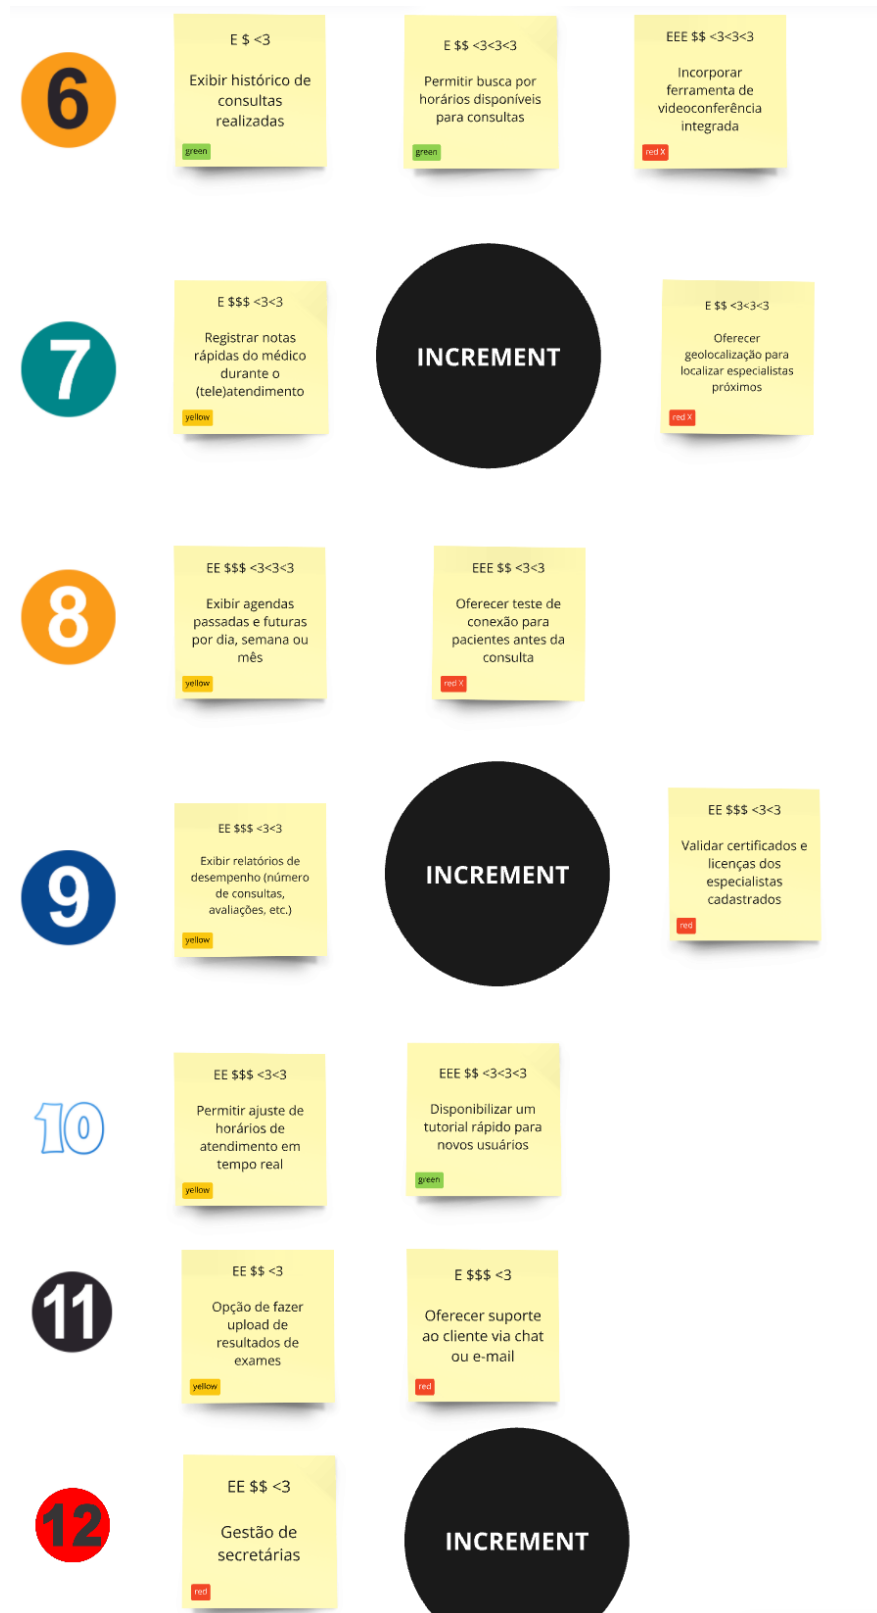 6
E $ <3
Exibir histórico de
consultas
realizadas
green
E $$ <3<3<3
Permitir busca por
horários disponíveis
para consultas
green
EEE $$ <3<3<3
Incorporar
ferramenta de
videoconferência
integrada
red X
7
E $$$ <3<3
Registrar notas
rápidas do médico
durante o
(tele)atendimento
yellow
INCREMENT
E $$ <3<3<3
Oferecer
geolocalização para
localizar especialistas
próximos
red X
8
EE $$$ <3<3<3
Exibir agendas
passadas e futuras
por dia, semana ou
mês
yellow
EEE $$ <3<3
Oferecer teste de
conexão para
pacientes antes da
consulta
red X
9
EE $$$ <3<3
Exibir relatórios de
desempenho (número
de consultas,
avaliações, etc.)
yellow
INCREMENT
EE $$$ <3<3
Validar certificados e
licenças dos
especialistas
cadastrados
red
10
EE $$$ <3<3
Permitir ajuste de
horários de
atendimento em
tempo real
yellow
EEE $$ <3<3<3
Disponibilizar um
tutorial rápido para
novos usuários
green
11
EE $$ <3
Opção de fazer
upload de
resultados de
exames
yellow
E $$$ <3
Oferecer suporte
ao cliente via chat
ou e-mail
red
12
EE $$ <3
Gestão de
secretárias
red
INCREMENT